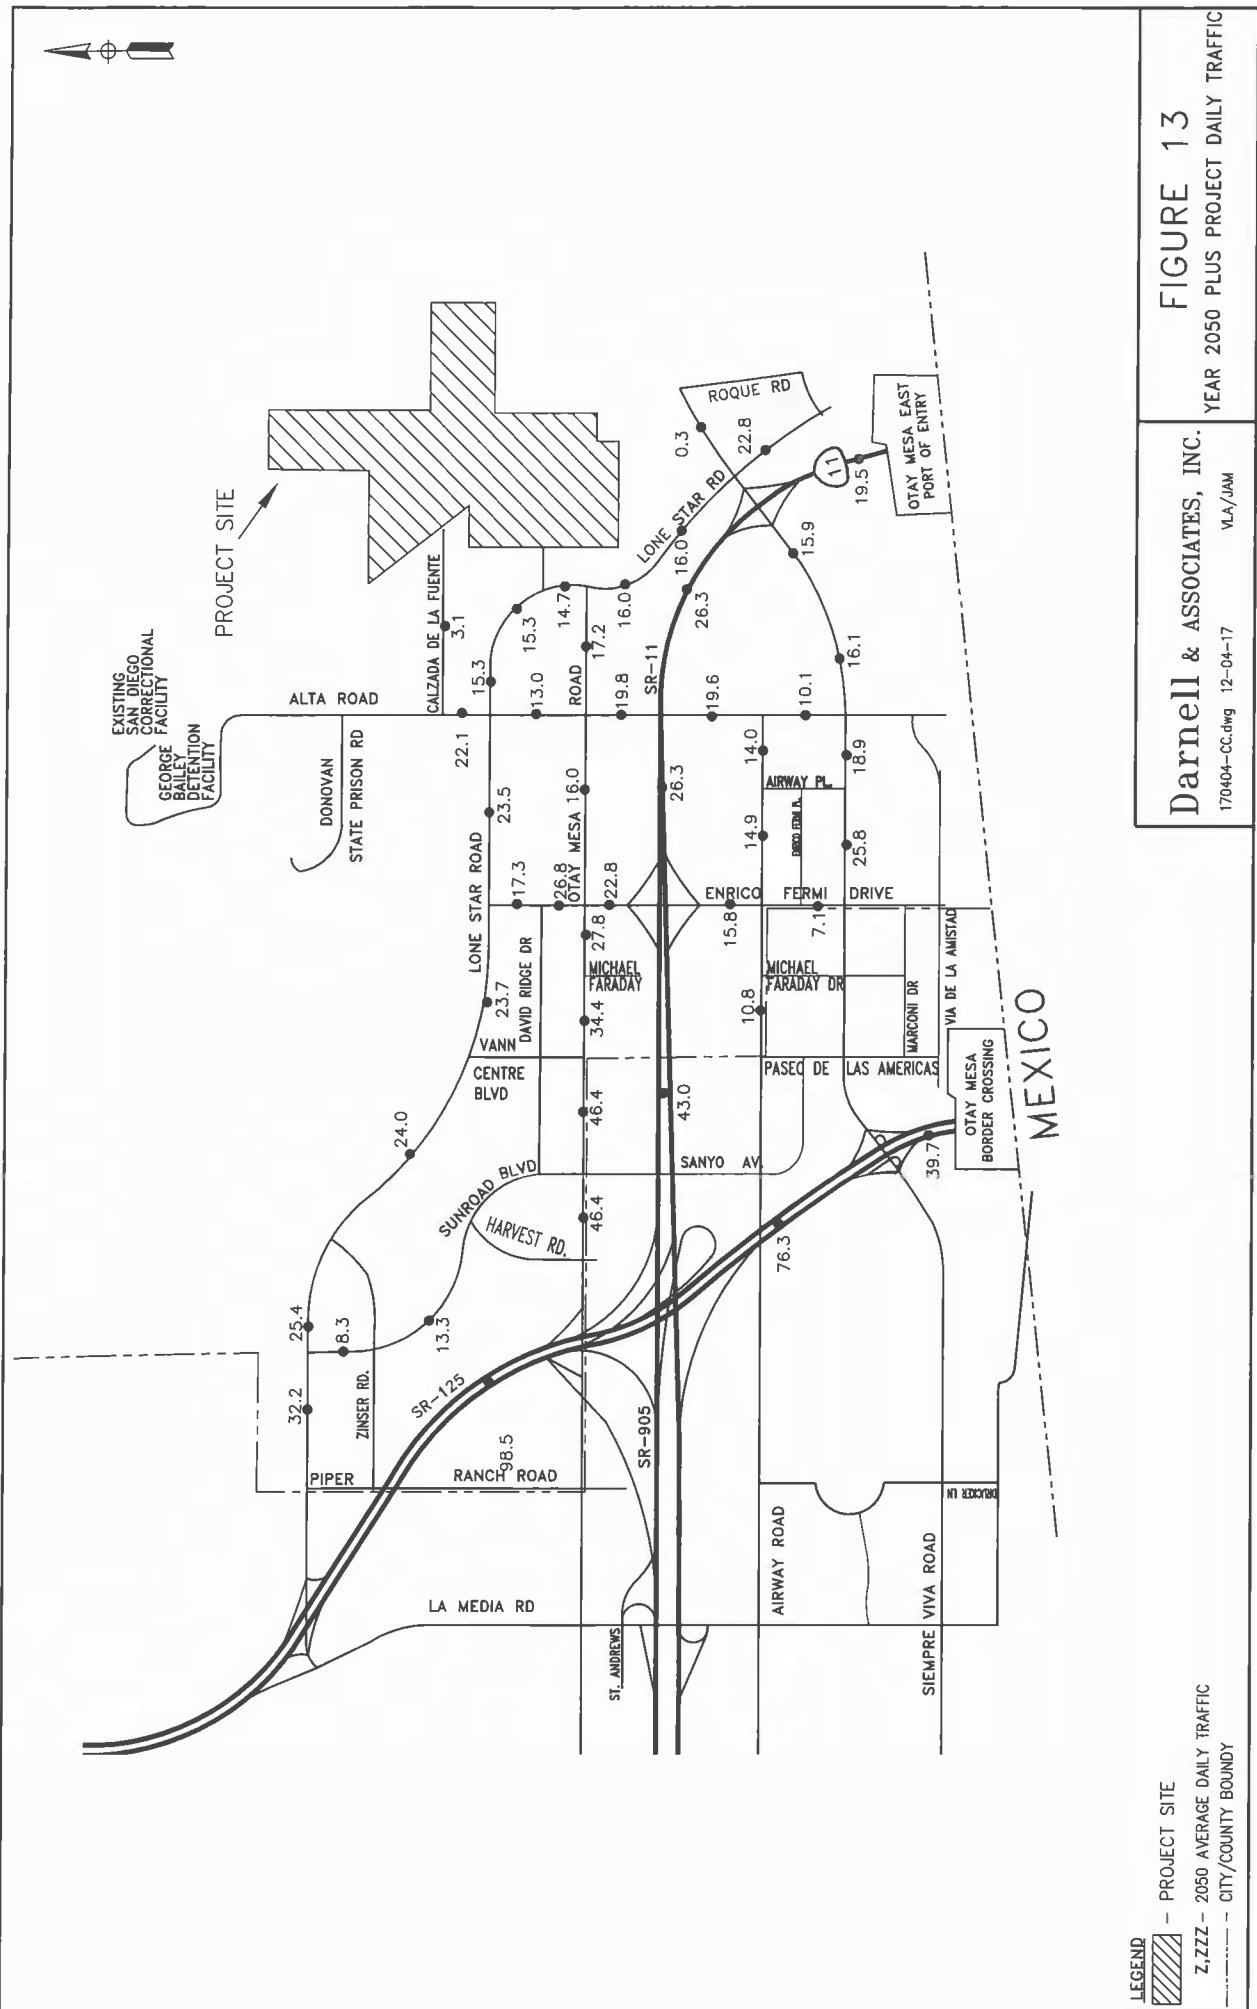 EXISTING
SAN DIEGO
CORRECTIONAL
FACILITY
GEORGE
BAILEY
DETENTION
FACILITY
PROJECT SITE
DONOVAN
STATE PRISON RD
ALTA ROAD
CALZADA DE LA FUENTE
3.1
22.1
15.3
15.3
14.7
13.0
17.2
16.0
16.0
19.8
LONE STAR RD
ROQUE RD
0.3
22.8
11
19.5
OTAY MESA EAST
PORT OF ENTRY
26.3
15.9
16.1
SR-11
19.6
10.1
14.0
18.9
AIRWAY PL.
14.9
25.8
26.3
23.5
LONE STAR ROAD
17.3
26.8
OTAY MESA
16.0
ROAD
22.8
27.8
ENRICO FERMI DRIVE
15.8
7.1
23.7
DAVID RIDGE DR
MICHAEL
FARADAY
34.4
MICHAEL
FARADAY DR
10.8
MARCONI DR
VIA DE LA AMISTAD
VANN
CENTRE
BLVD
PASEO DE LAS AMERICAS
46.4
43.0
OTAY MESA
BORDER CROSSING
MEXICO
24.0
SUNROAD BLVD
HARVEST RD.
46.4
SANYO AV.
39.7
76.3
25.4
8.3
13.3
32.2
ZINSER RD.
SR-125
98.5
SR-905
PIPER
RANCH ROAD
DRUCKER LN
LA MEDIA RD
ST. ANDREWS
AIRWAY ROAD
SIEMPRE VIVA ROAD
LEGEND
- PROJECT SITE
Z,ZZZ - 2050 AVERAGE DAILY TRAFFIC
- CITY/COUNTY BOUNDY
Darnell & ASSOCIATES, INC.
170404-CC.dwg 12-04-17 VLA/JAM
FIGURE 13
YEAR 2050 PLUS PROJECT DAILY TRAFFIC